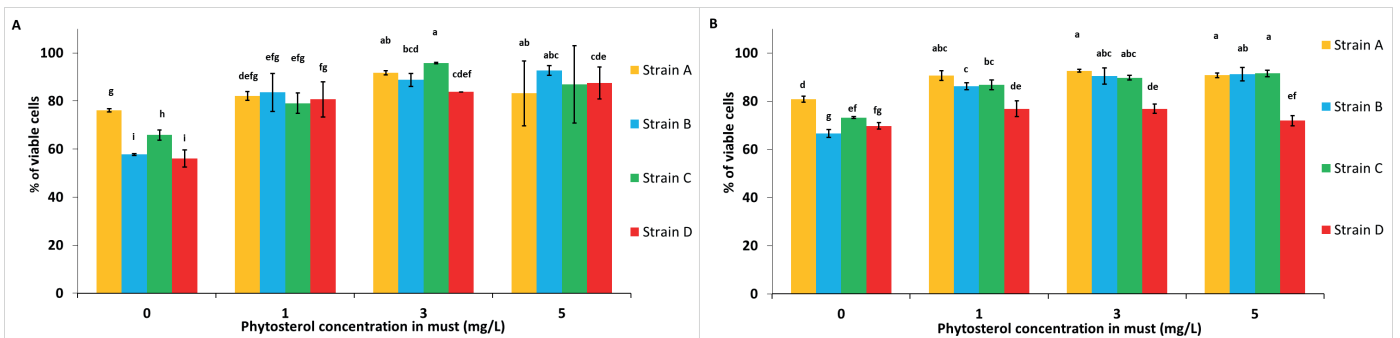 A
% of viable cells
100
80
60
40
20
0
g
i
h
i
defg
efg
efg
fg
ab
bcd
a
cdef
ab
abc
cde
0
1
3
5
Phytosterol concentration in must (mg/L)
Strain A
Strain B
Strain C
Strain D
B
% of viable cells
100
80
60
40
20
0
d
g
ef
fg
abc
c
bc
de
a
abc
abc
de
a
ab
a
ef
0
1
3
5
Phytosterol concentration in must (mg/L)
Strain A
Strain B
Strain C
Strain D